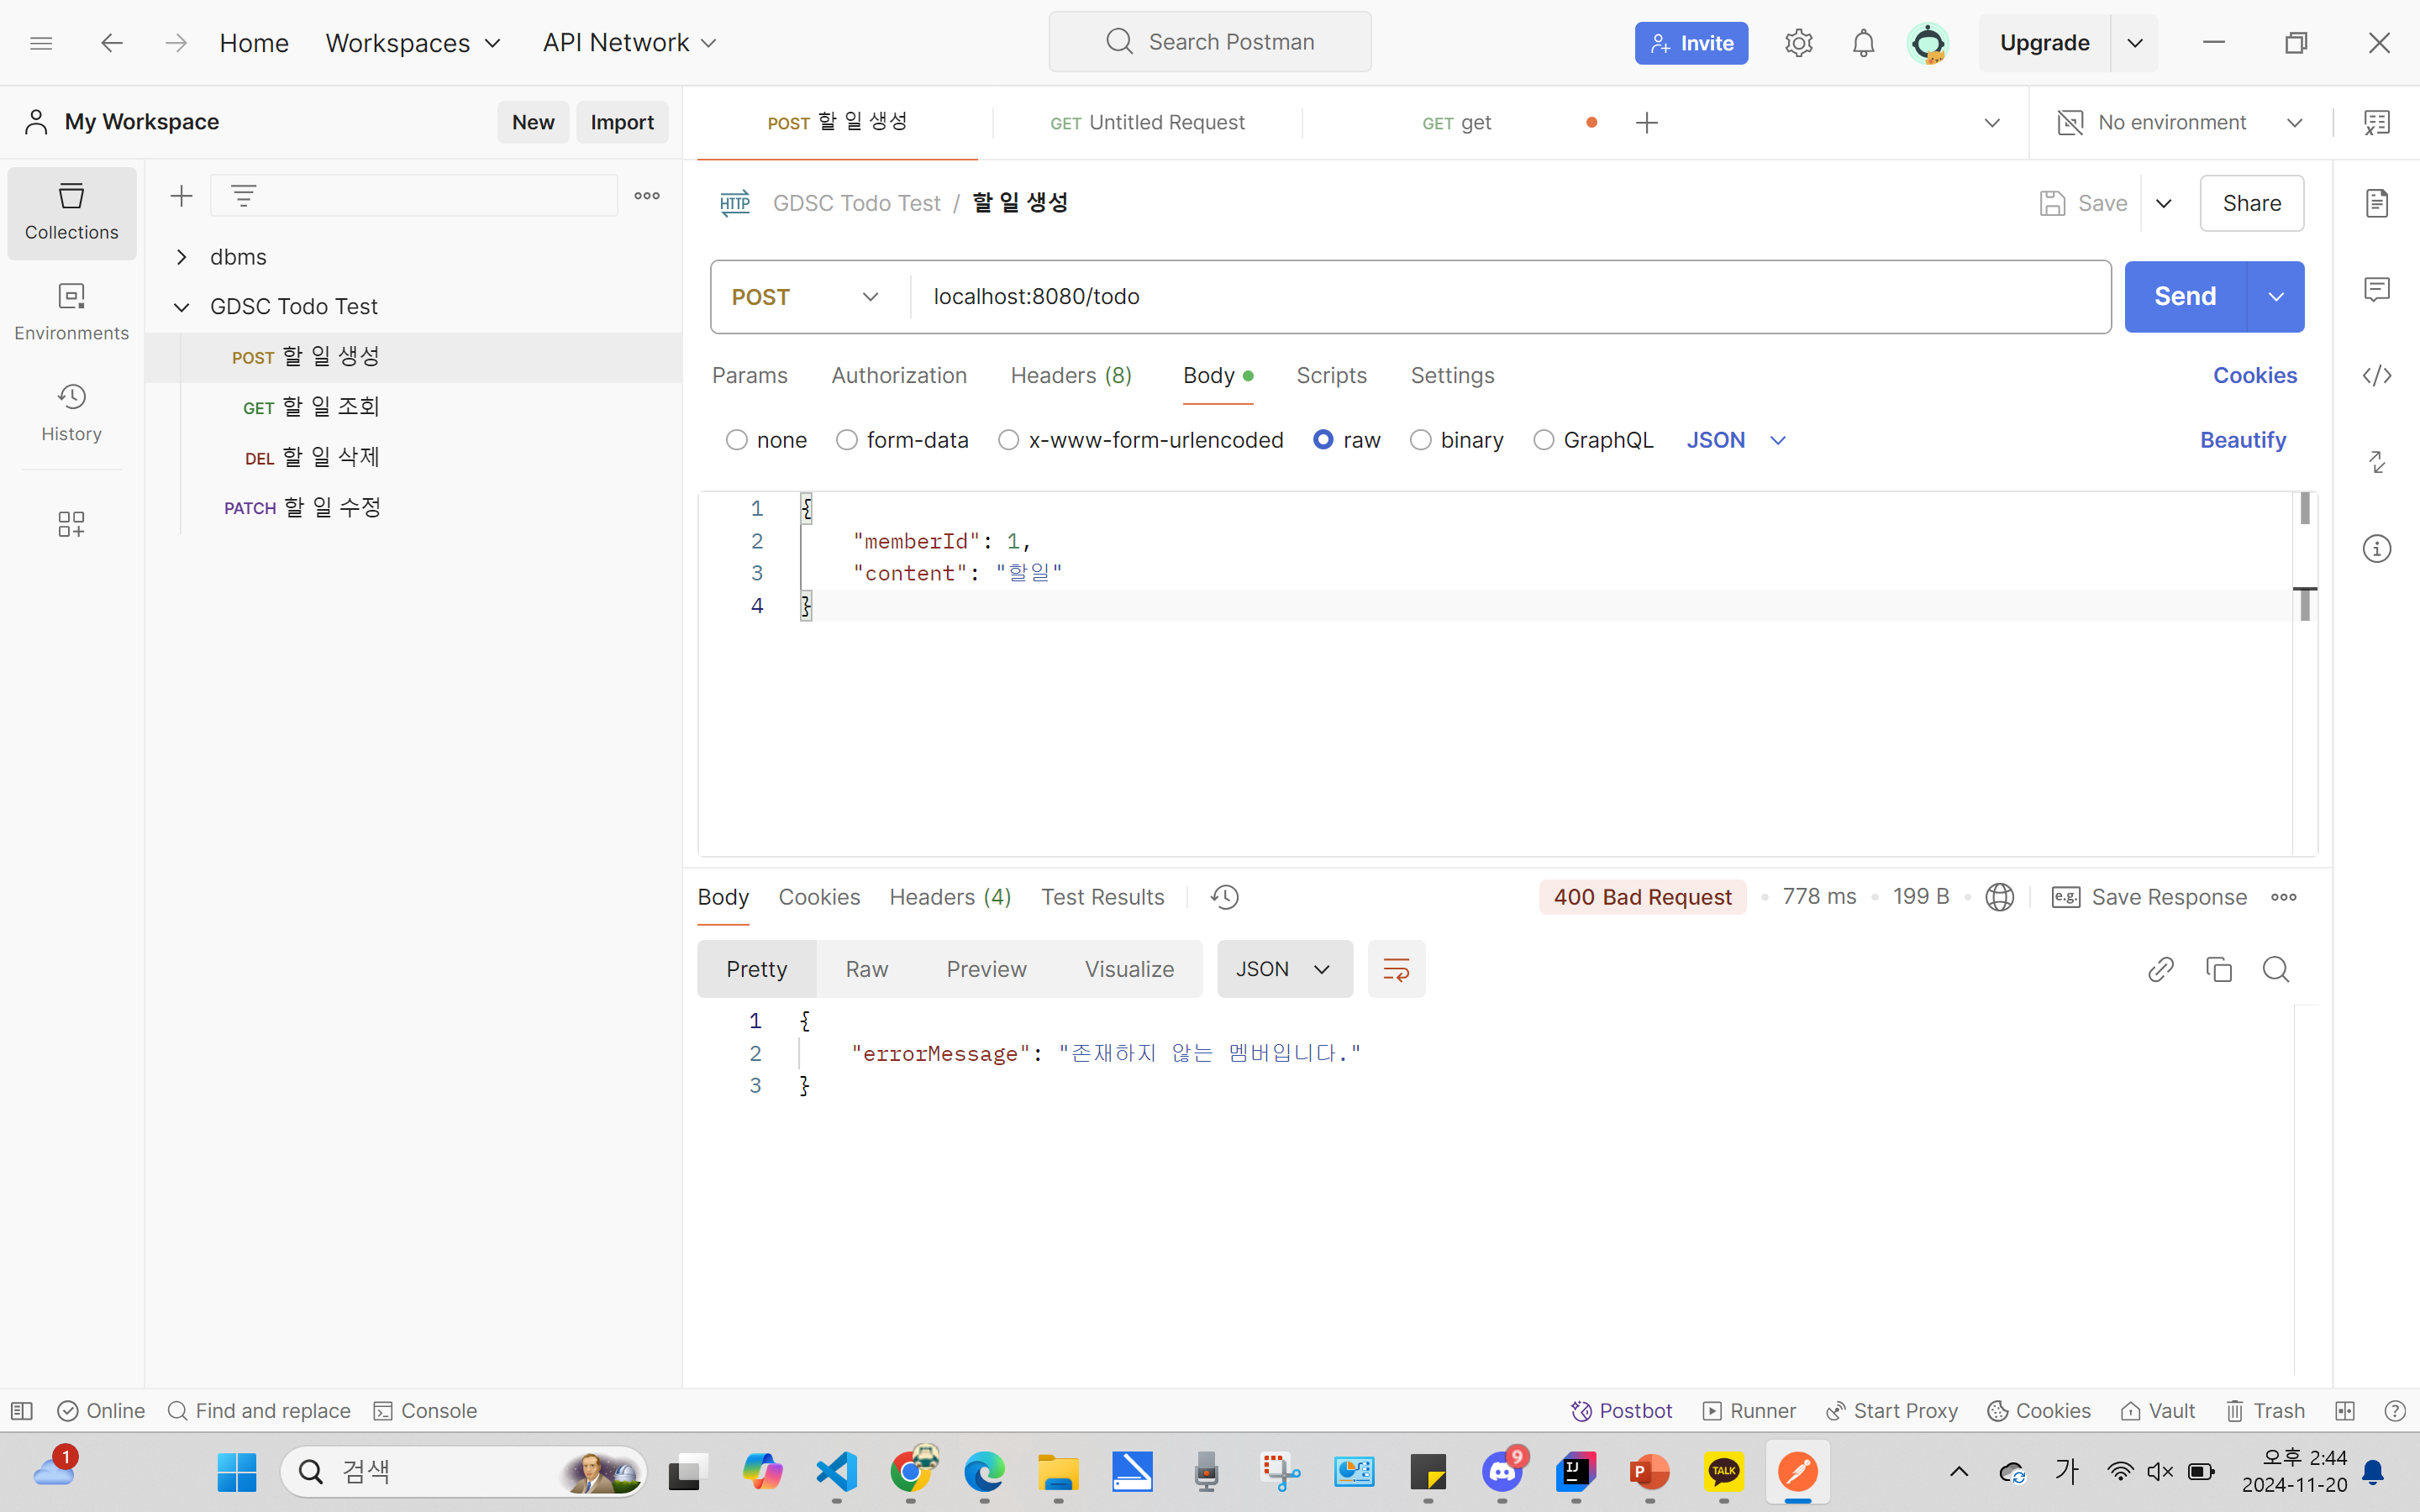 Home
Workspaces
API Network
Search Postman
Invite
Upgrade
My Workspace
New
Import
POST 할 일 생성
GET Untitled Request
GET get
No environment
Collections
Environments
History
dbms
GDSC Todo Test
POST 할 일 생성
GET 할 일 조회
DEL 할 일 삭제
PATCH 할 일 수정
HTTP
GDSC Todo Test / 할 일 생성
Save
Share
POST
localhost:8080/todo
Send
Params
Authorization
Headers (8)
Body
Scripts
Settings
Cookies
none
form-data
x-www-form-urlencoded
raw
binary
GraphQL
JSON
Beautify
1 {
2 "memberId": 1,
3 "content": "할일"
4 }
Body
Cookies
Headers (4)
Test Results
400 Bad Request
778 ms
199 B
e.g.
Save Response
Pretty
Raw
Preview
Visualize
JSON
1 {
2 "errorMessage": "존재하지 않는 멤버입니다."
3 }
Online
Find and replace
Console
Postbot
Runner
Start Proxy
Cookies
Vault
Trash
1
검색
9
IJ
P
TALK
가
오후 2:44
2024-11-20